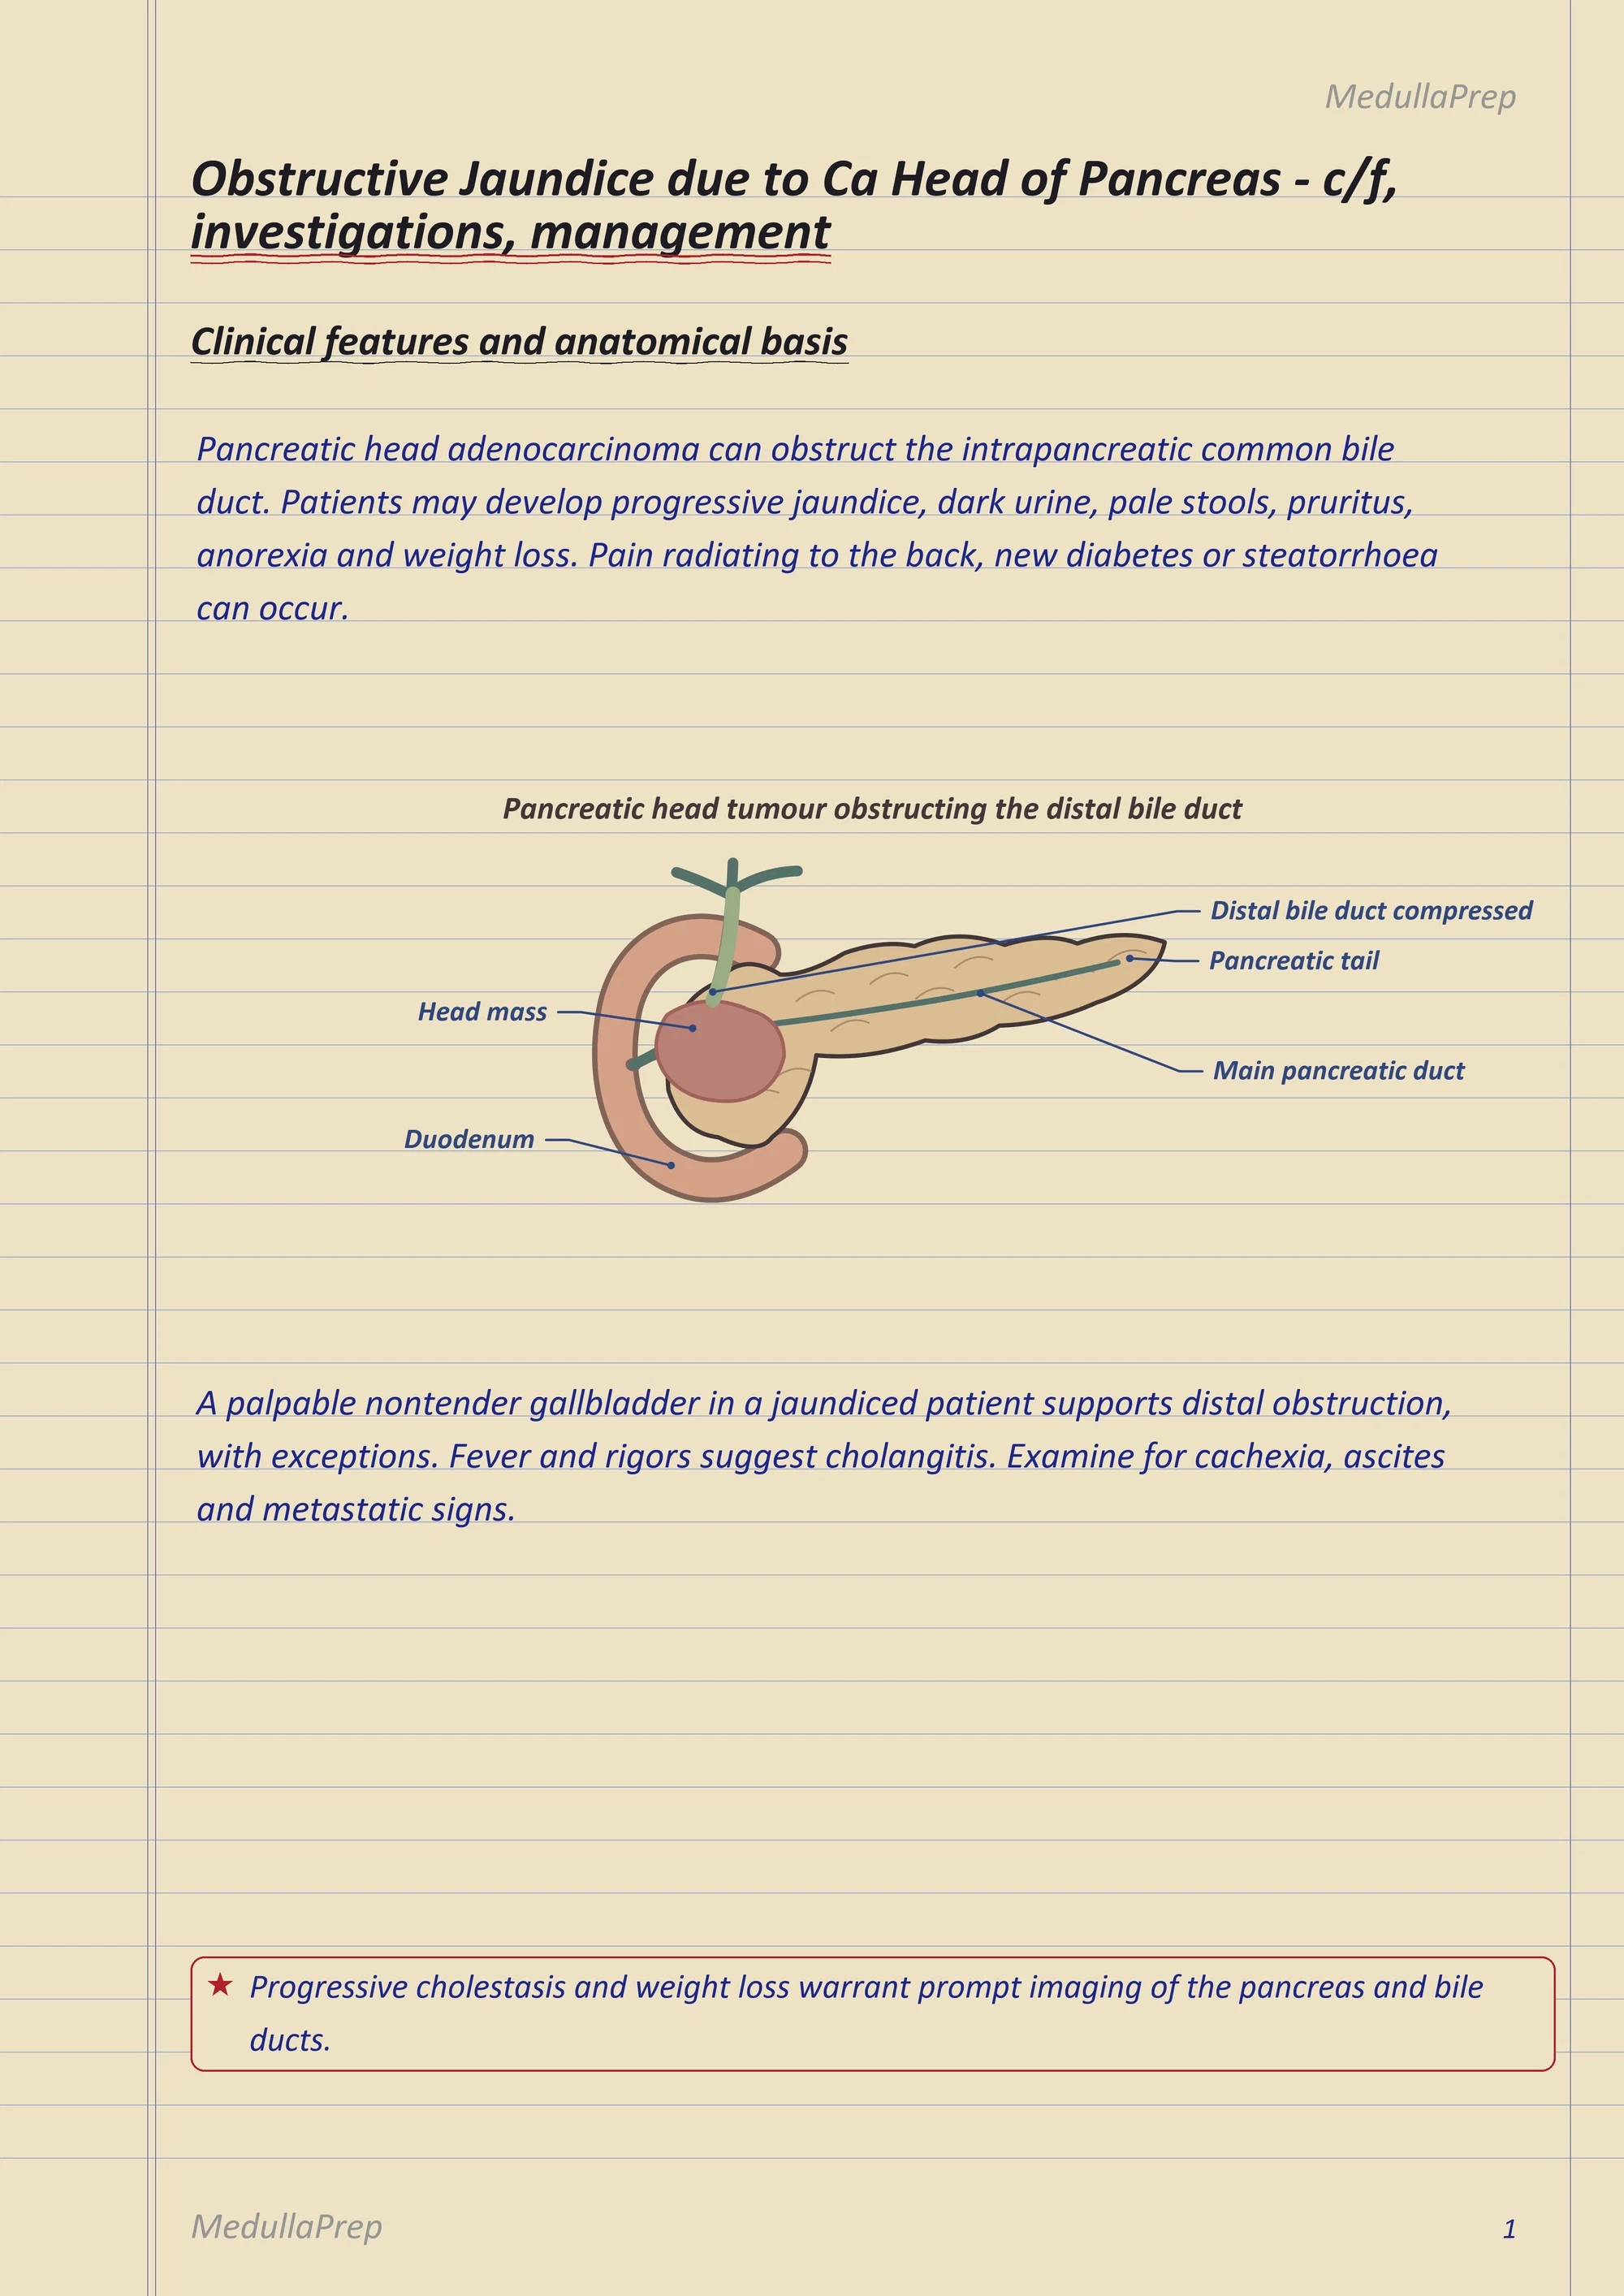 MedullaPrep
Obstructive Jaundice due to Ca Head of Pancreas - c/f,
investigations, management
Clinical features and anatomical basis
Pancreatic head adenocarcinoma can obstruct the intrapancreatic common bile
duct. Patients may develop progressive jaundice, dark urine, pale stools, pruritus,
anorexia and weight loss. Pain radiating to the back, new diabetes or steatorrhoea
can occur.
Pancreatic head tumour obstructing the distal bile duct
Distal bile duct compressed
Pancreatic tail
Head mass
Main pancreatic duct
Duodenum
A palpable nontender gallbladder in a jaundiced patient supports distal obstruction,
with exceptions. Fever and rigors suggest cholangitis. Examine for cachexia, ascites
and metastatic signs.
★ Progressive cholestasis and weight loss warrant prompt imaging of the pancreas and bile
ducts.
MedullaPrep
1